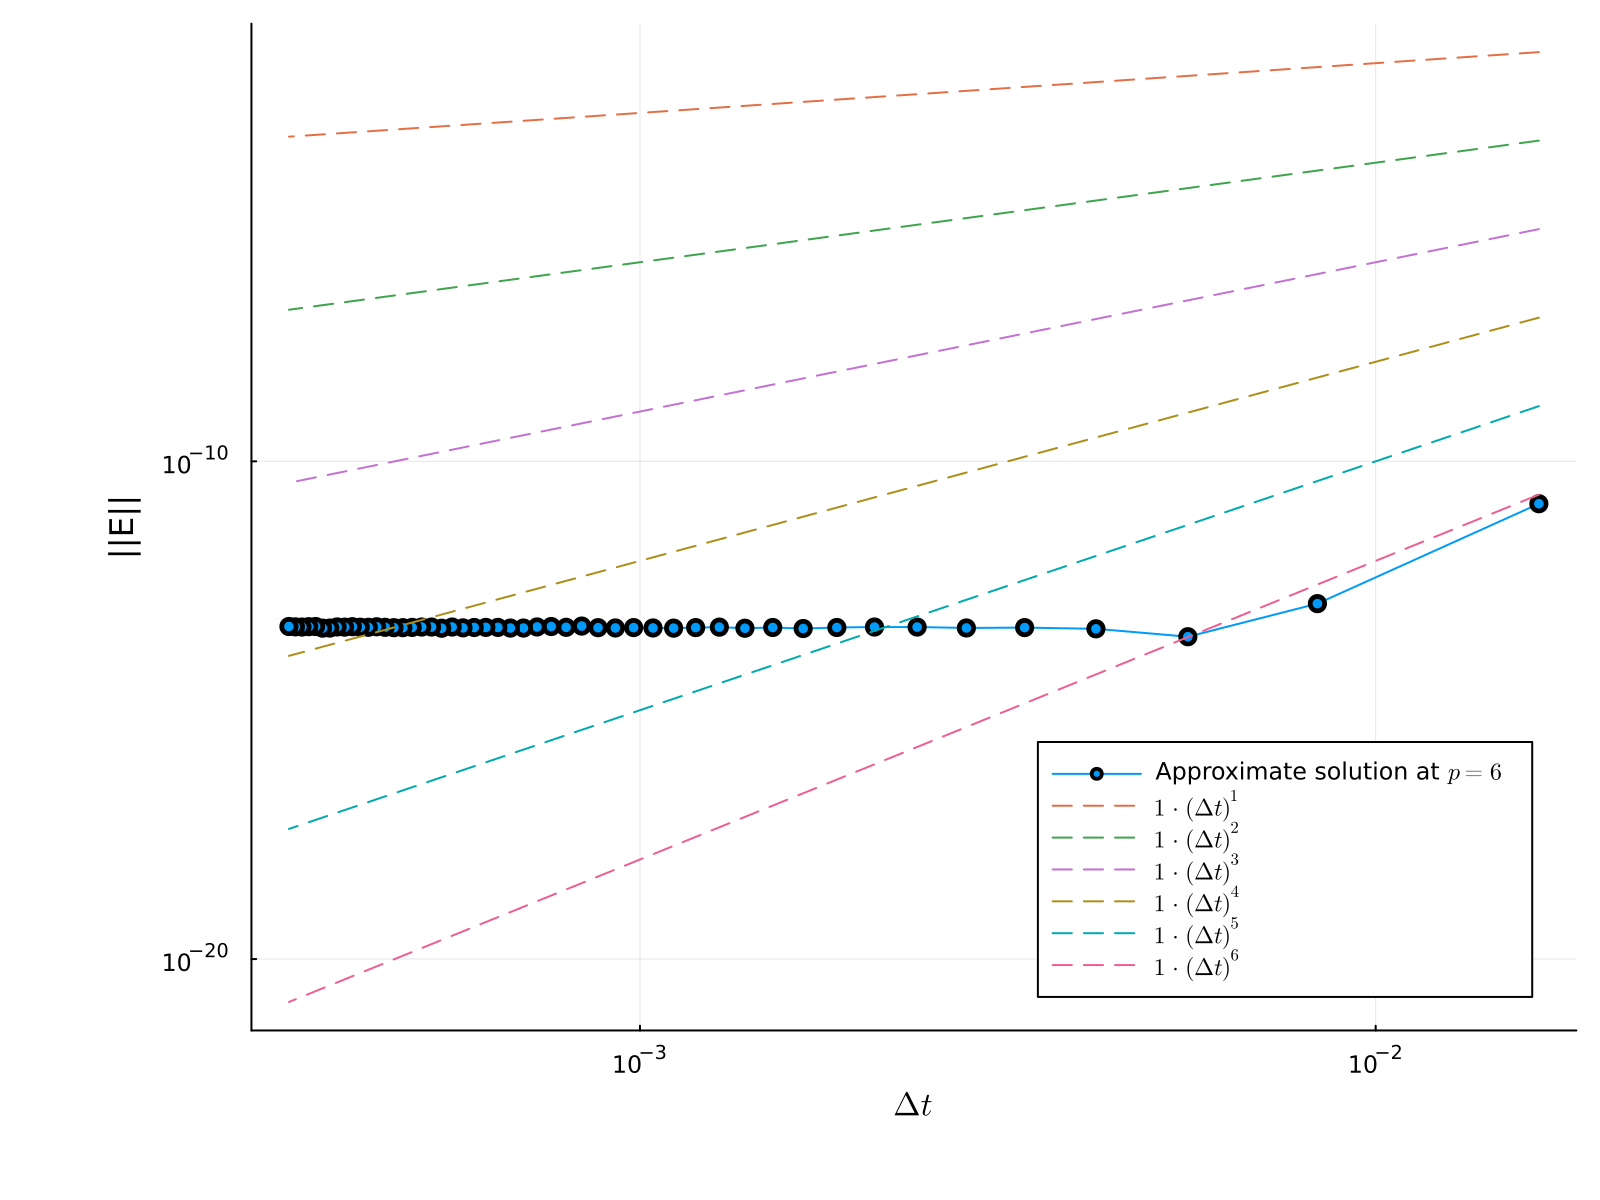 ||E||
10⁻¹⁰
10⁻²⁰
Approximate solution at p = 6
1 · (Δt)¹
1 · (Δt)²
1 · (Δt)³
1 · (Δt)⁴
1 · (Δt)⁵
1 · (Δt)⁶
10⁻³
10⁻²
Δt